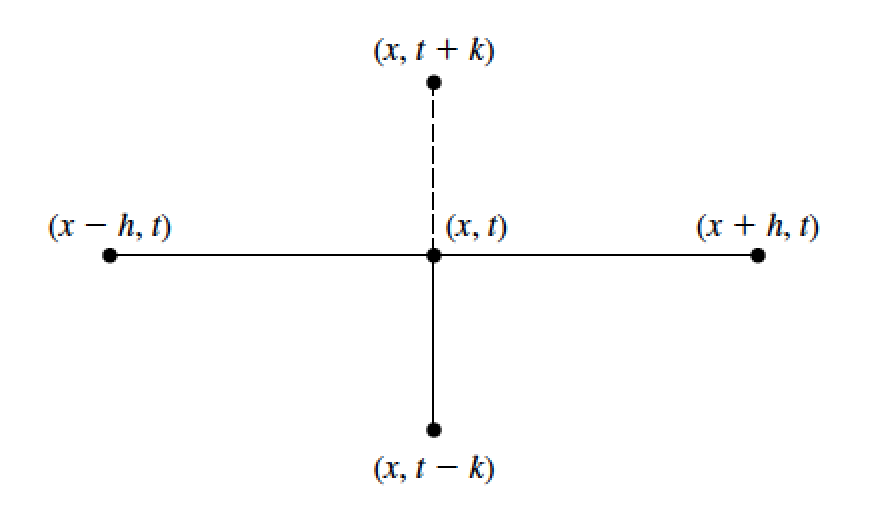 (x, t + k)
(x − h, t)
(x, t)
(x + h, t)
(x, t − k)